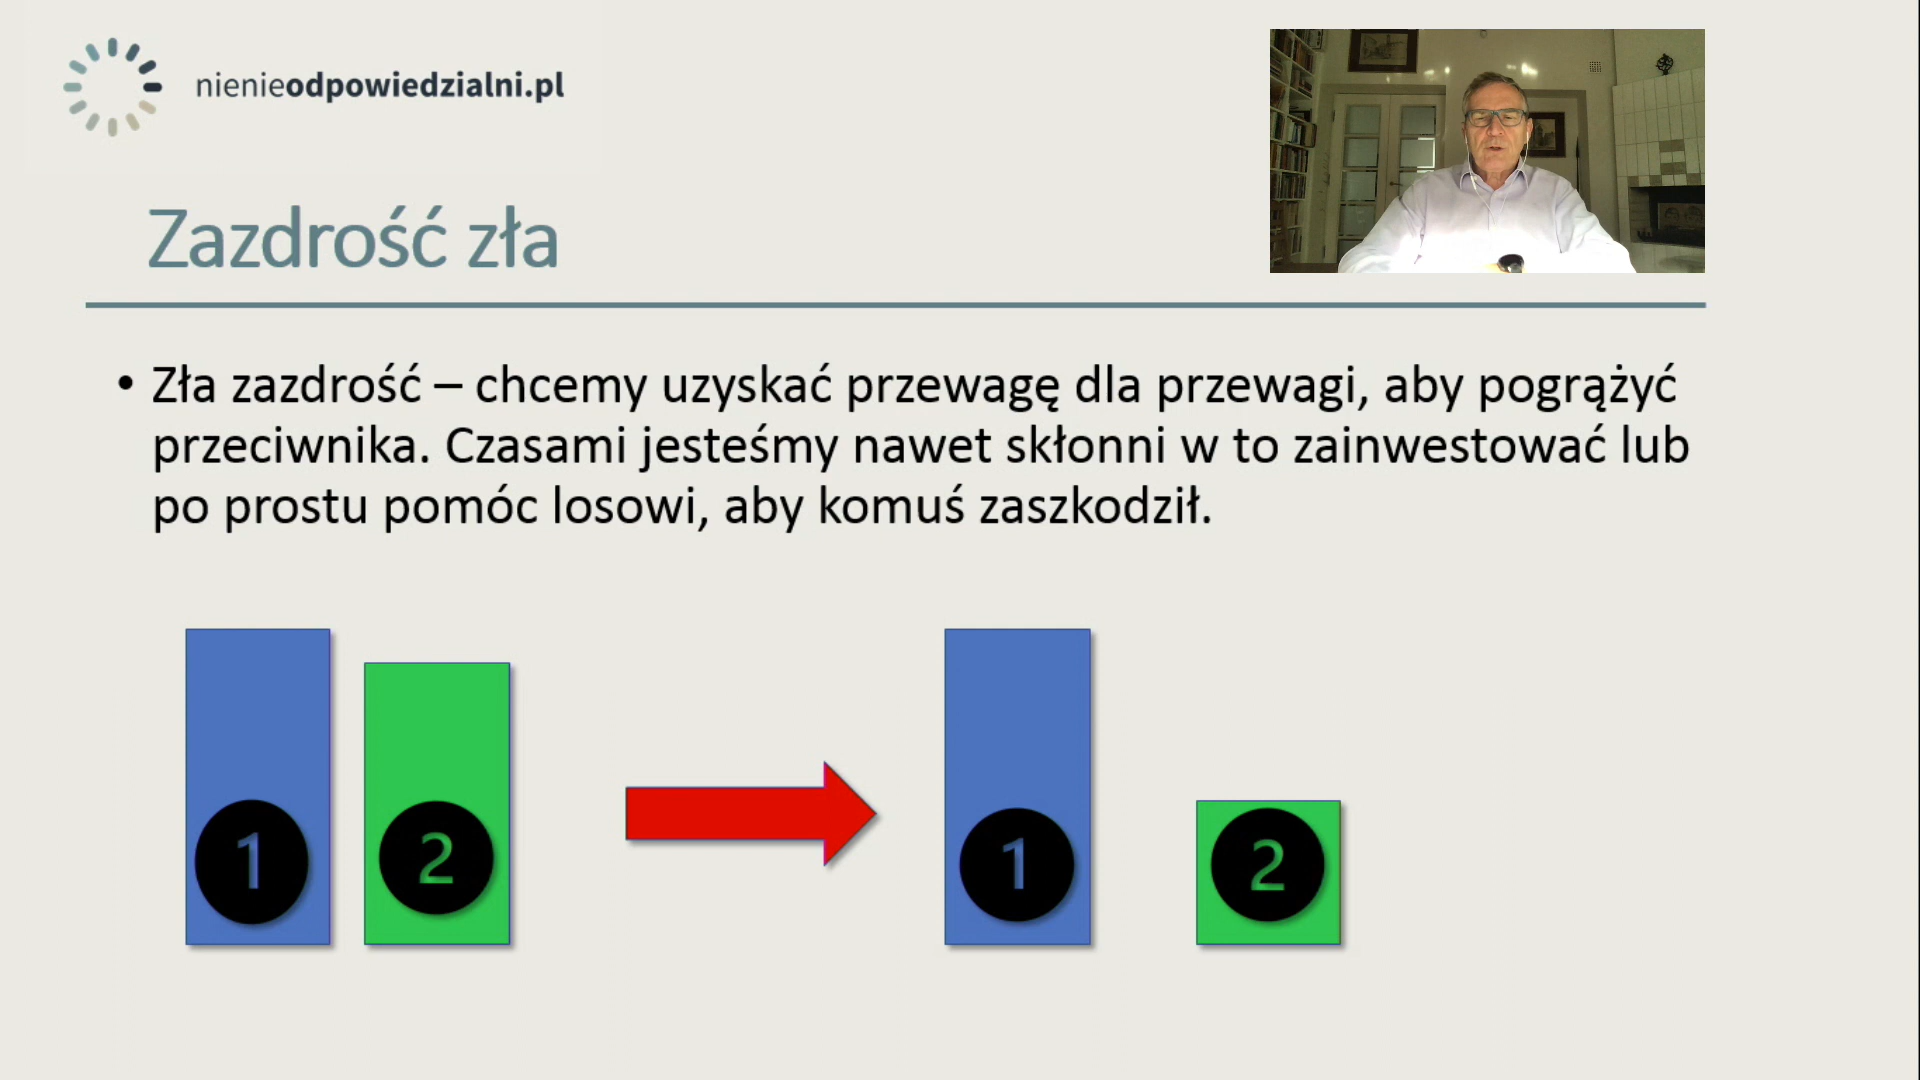 nienieodpowiedzialni.pl
Zazdrość zła
• Zła zazdrość – chcemy uzyskać przewagę dla przewagi, aby pogrążyć
przeciwnika. Czasami jesteśmy nawet skłonni w to zainwestować lub
po prostu pomóc losowi, aby komuś zaszkodził.
1 2 1 2